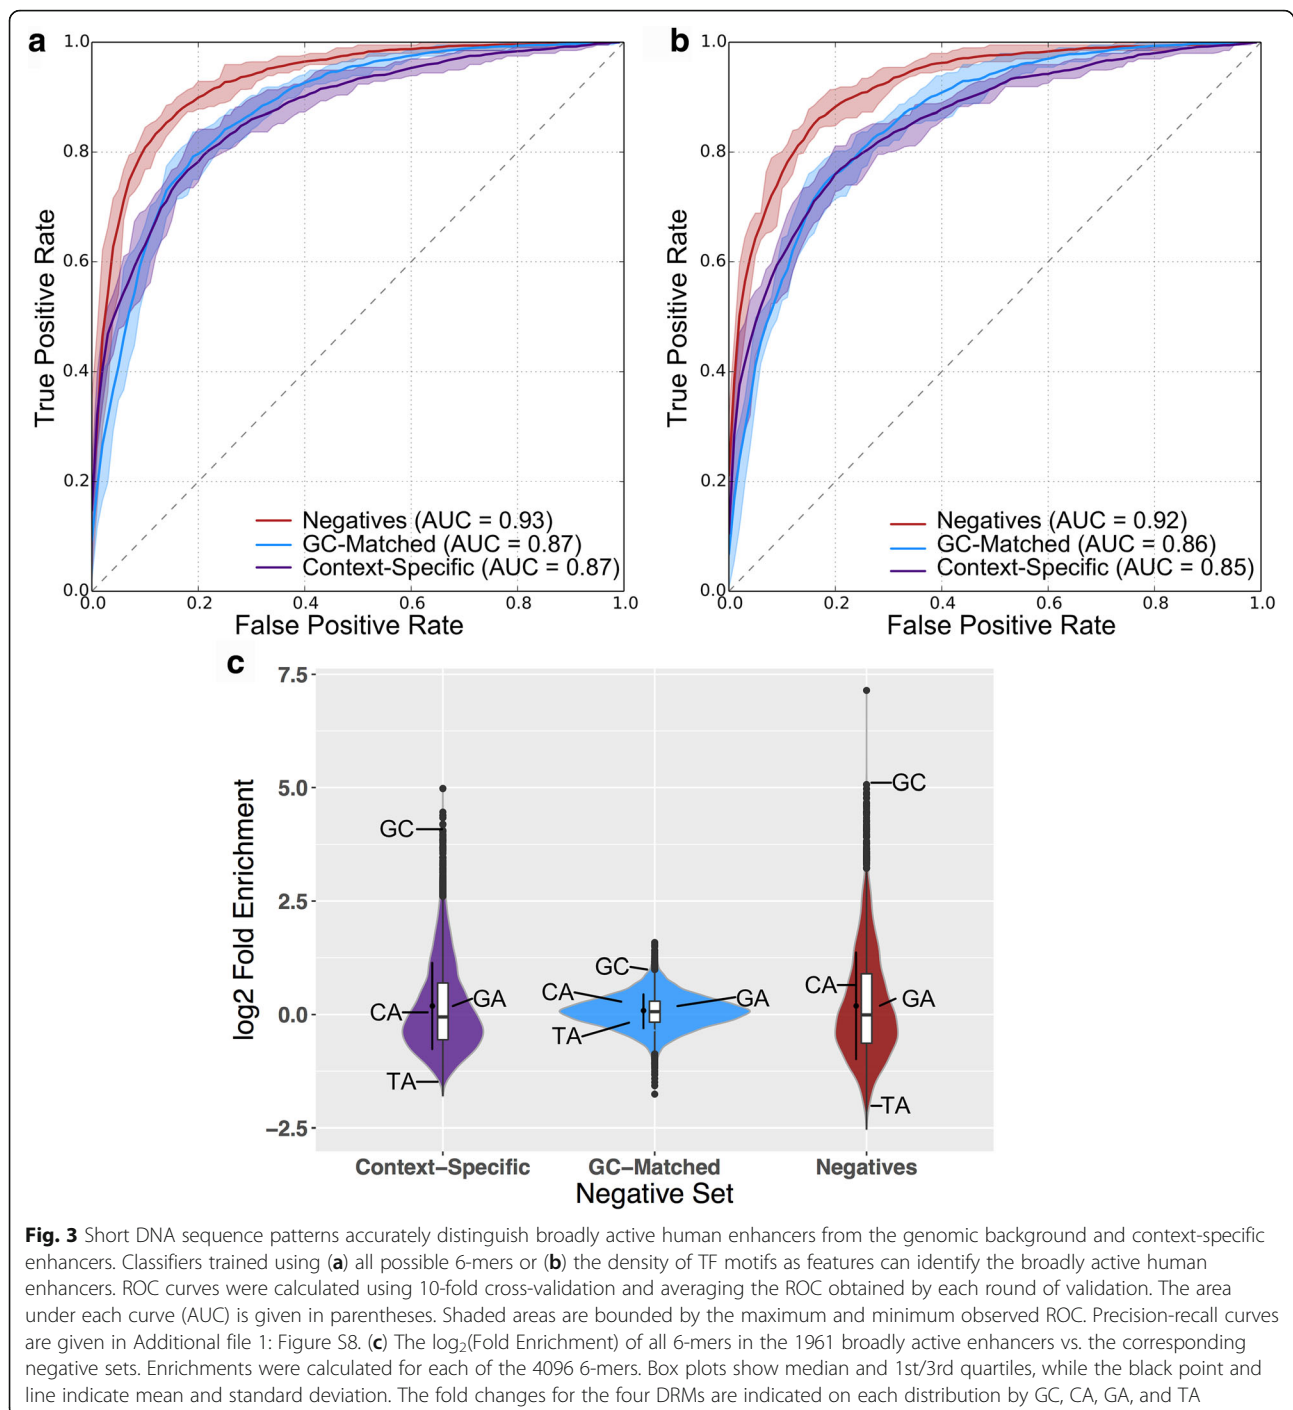 a
1.0
0.8
0.6
0.4
0.2
0.0
True Positive Rate
Negatives (AUC = 0.93)
GC-Matched (AUC = 0.87)
Context-Specific (AUC = 0.87)
0.0 0.2 0.4 0.6 0.8 1.0
False Positive Rate
b
1.0
0.8
0.6
0.4
0.2
0.0
True Positive Rate
Negatives (AUC = 0.92)
GC-Matched (AUC = 0.86)
Context-Specific (AUC = 0.85)
0.0 0.2 0.4 0.6 0.8 1.0
False Positive Rate
c
7.5
5.0
2.5
0.0
−2.5
log2 Fold Enrichment
GC
CA
GA
TA
GC
CA
GA
TA
GC
CA
GA
TA
Context−Specific GC−Matched Negatives
Negative Set
Fig. 3 Short DNA sequence patterns accurately distinguish broadly active human enhancers from the genomic background and context-specific
enhancers. Classifiers trained using (a) all possible 6-mers or (b) the density of TF motifs as features can identify the broadly active human
enhancers. ROC curves were calculated using 10-fold cross-validation and averaging the ROC obtained by each round of validation. The area
under each curve (AUC) is given in parentheses. Shaded areas are bounded by the maximum and minimum observed ROC. Precision-recall curves
are given in Additional file 1: Figure S8. (c) The log₂(Fold Enrichment) of all 6-mers in the 1961 broadly active enhancers vs. the corresponding
negative sets. Enrichments were calculated for each of the 4096 6-mers. Box plots show median and 1st/3rd quartiles, while the black point and
line indicate mean and standard deviation. The fold changes for the four DRMs are indicated on each distribution by GC, CA, GA, and TA